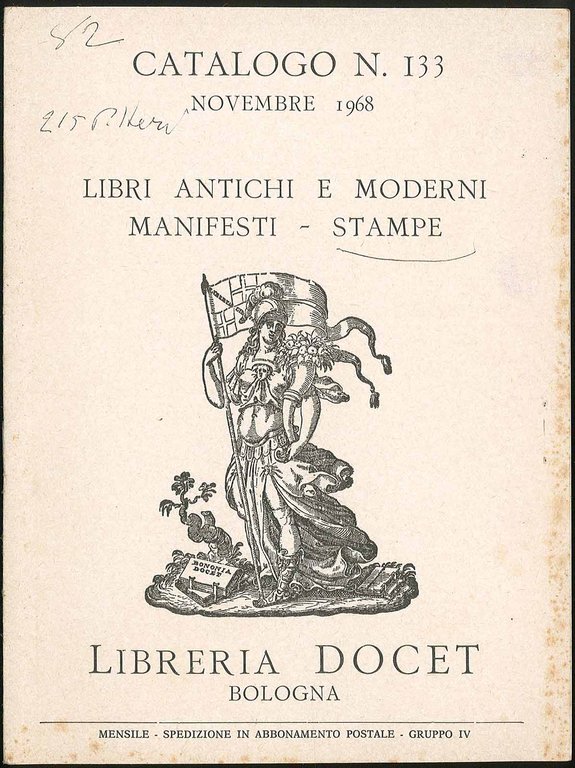 82
CATALOGO N. 133
NOVEMBRE 1968
215
LIBRI ANTICHI E MODERNI
MANIFESTI - STAMPE
BONONIA
DOCET
LIBRERIA DOCET
BOLOGNA
MENSILE - SPEDIZIONE IN ABBONAMENTO POSTALE - GRUPPO IV